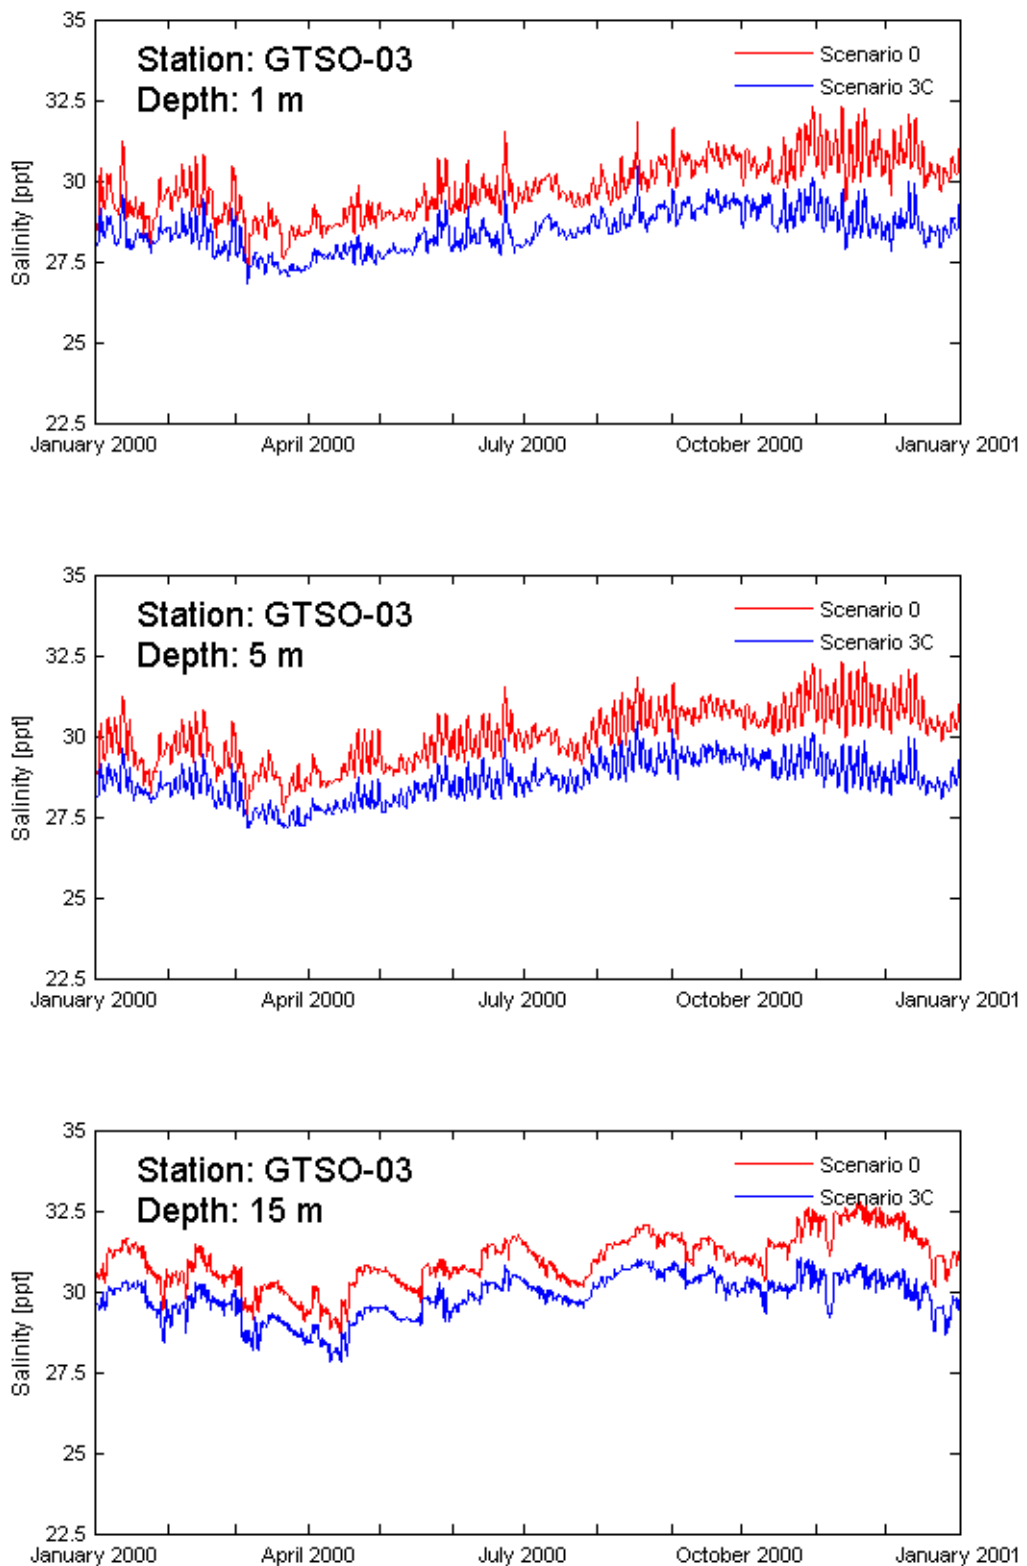 35
Station: GTSO-03
Scenario 0
Depth: 1 m
Scenario 3C
32.5
30
Salinity [ppt]
27.5
25
22.5
January 2000 April 2000 July 2000 October 2000 January 2001
35
Station: GTSO-03
Scenario 0
Depth: 5 m
Scenario 3C
32.5
30
Salinity [ppt]
27.5
25
22.5
January 2000 April 2000 July 2000 October 2000 January 2001
35
Station: GTSO-03
Scenario 0
Depth: 15 m
Scenario 3C
32.5
30
Salinity [ppt]
27.5
25
22.5
January 2000 April 2000 July 2000 October 2000 January 2001